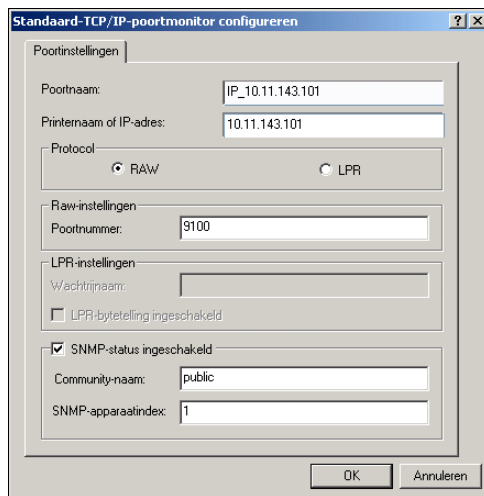 Standaard-TCP/IP-poortmonitor configureren
Poortinstellingen
Poortnaam: IP_10.11.143.101
Printernaam of IP-adres: 10.11.143.101
Protocol
RAW LPR
Raw-instellingen
Poortnummer: 9100
LPR-instellingen
Wachtrijnaam:
LPR-bytetelling ingeschakeld
SNMP-status ingeschakeld
Community-naam: public
SNMP-apparaatindex: 1
OK Annuleren